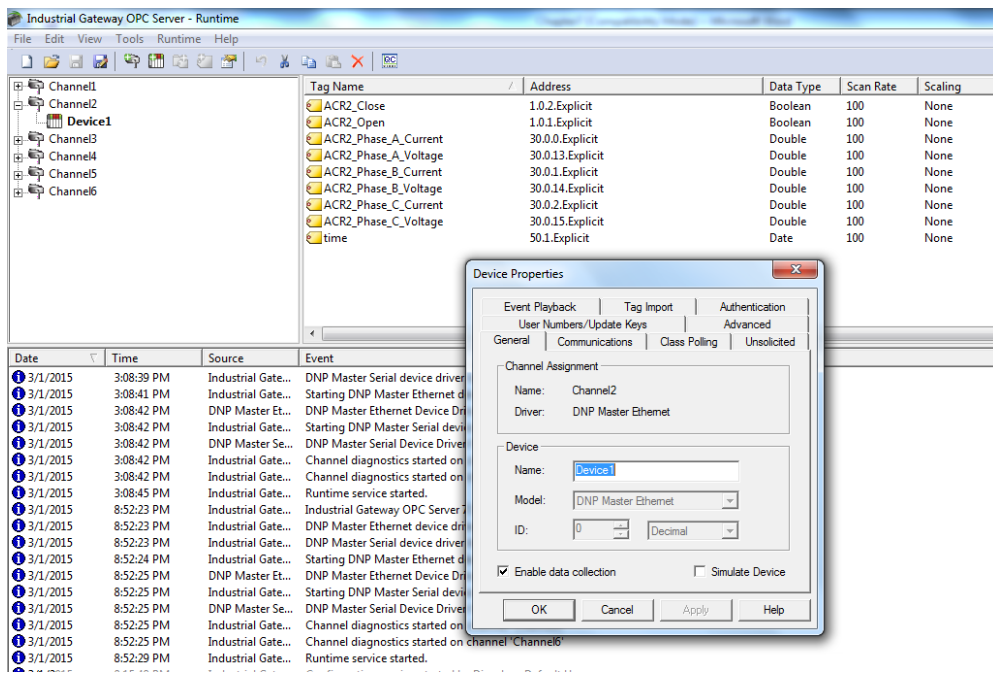 Industrial Gateway OPC Server - Runtime
File Edit View Tools Runtime Help
Channel1
Channel2
Device1
Channel3
Channel4
Channel5
Channel6
Tag Name / Address Data Type Scan Rate Scaling
ACR2_Close 1.0.2.Explicit Boolean 100 None
ACR2_Open 1.0.1.Explicit Boolean 100 None
ACR2_Phase_A_Current 30.0.0.Explicit Double 100 None
ACR2_Phase_A_Voltage 30.0.13.Explicit Double 100 None
ACR2_Phase_B_Current 30.0.1.Explicit Double 100 None
ACR2_Phase_B_Voltage 30.0.14.Explicit Double 100 None
ACR2_Phase_C_Current 30.0.2.Explicit Double 100 None
ACR2_Phase_C_Voltage 30.0.15.Explicit Double 100 None
time 50.1.Explicit Date 100 None
Device Properties
Event Playback Tag Import Authentication
User Numbers/Update Keys Advanced
General Communications Class Polling Unsolicited
Channel Assignment
Name: Channel2
Driver: DNP Master Ethernet
Device
Name: Device1
Model: DNP Master Ethernet
ID: 0 Decimal
Enable data collection Simulate Device
OK Cancel Apply Help
Date Time Source Event
3/1/2015 3:08:39 PM Industrial Gate... DNP Master Serial device driver
3/1/2015 3:08:41 PM Industrial Gate... Starting DNP Master Ethernet d
3/1/2015 3:08:42 PM DNP Master Et... DNP Master Ethernet Device Dri
3/1/2015 3:08:42 PM Industrial Gate... Starting DNP Master Serial devi
3/1/2015 3:08:42 PM DNP Master Se... DNP Master Serial Device Driver
3/1/2015 3:08:42 PM Industrial Gate... Channel diagnostics started on
3/1/2015 3:08:42 PM Industrial Gate... Channel diagnostics started on
3/1/2015 3:08:45 PM Industrial Gate... Runtime service started.
3/1/2015 8:52:23 PM Industrial Gate... Industrial Gateway OPC Server 7
3/1/2015 8:52:23 PM Industrial Gate... DNP Master Ethernet device dri
3/1/2015 8:52:23 PM Industrial Gate... DNP Master Serial device driver
3/1/2015 8:52:24 PM Industrial Gate... Starting DNP Master Ethernet d
3/1/2015 8:52:25 PM DNP Master Et... DNP Master Ethernet Device Dri
3/1/2015 8:52:25 PM Industrial Gate... Starting DNP Master Serial devi
3/1/2015 8:52:25 PM DNP Master Se... DNP Master Serial Device Driver
3/1/2015 8:52:25 PM Industrial Gate... Channel diagnostics started on
3/1/2015 8:52:25 PM Industrial Gate... Channel diagnostics started on channel 'Channel6'
3/1/2015 8:52:29 PM Industrial Gate... Runtime service started.